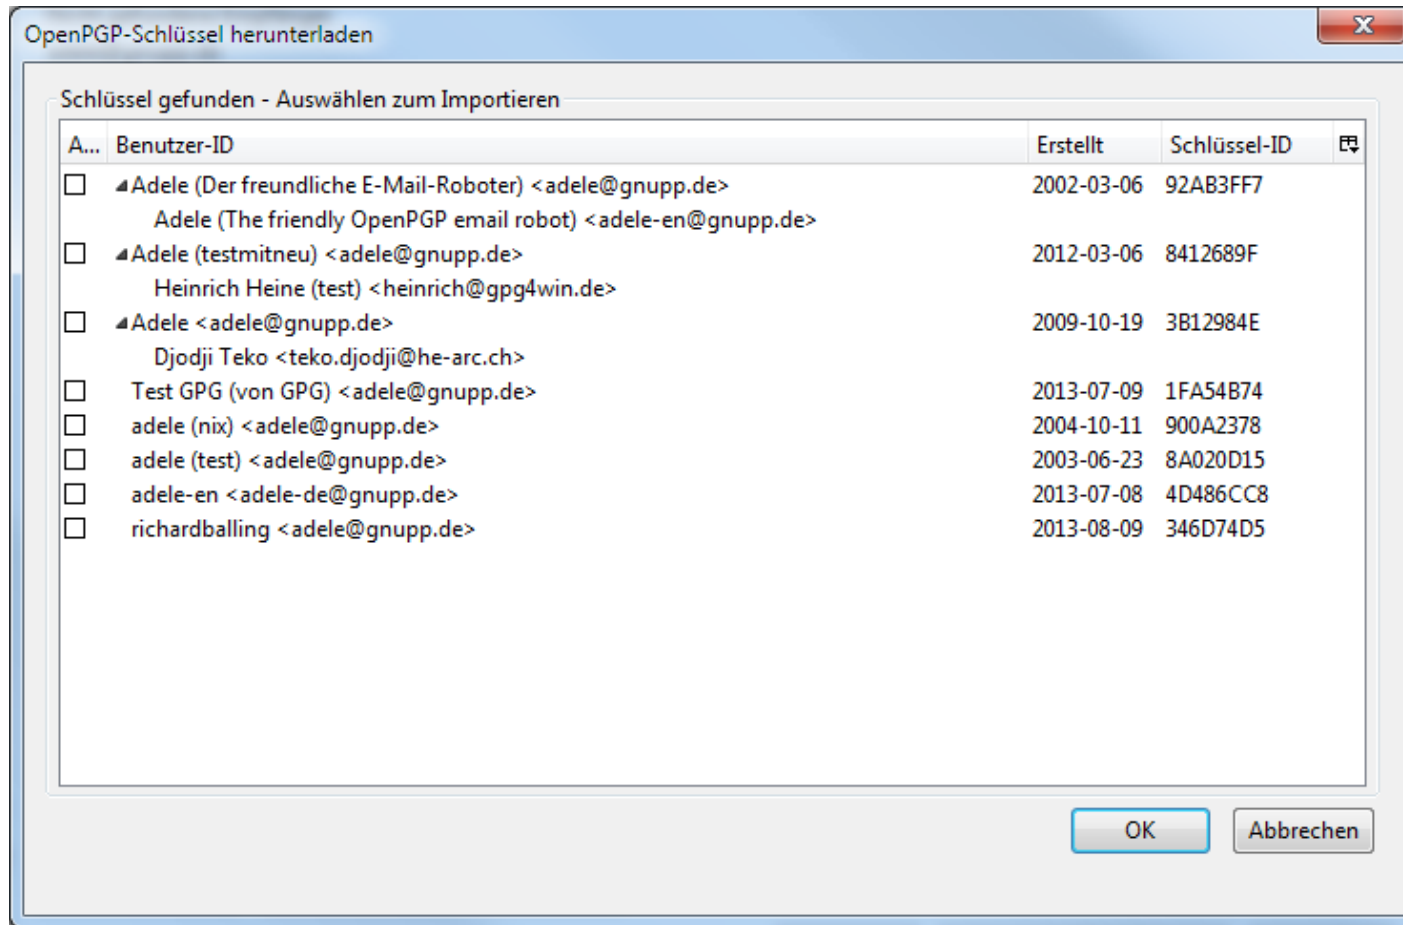 OpenPGP-Schlüssel herunterladen
Schlüssel gefunden - Auswählen zum Importieren
A... Benutzer-ID Erstellt Schlüssel-ID
Adele (Der freundliche E-Mail-Roboter) <adele@gnupp.de> 2002-03-06 92AB3FF7
Adele (The friendly OpenPGP email robot) <adele-en@gnupp.de>
Adele (testmitneu) <adele@gnupp.de> 2012-03-06 8412689F
Heinrich Heine (test) <heinrich@gpg4win.de>
Adele <adele@gnupp.de> 2009-10-19 3B12984E
Djodji Teko <teko.djodji@he-arc.ch>
Test GPG (von GPG) <adele@gnupp.de> 2013-07-09 1FA54B74
adele (nix) <adele@gnupp.de> 2004-10-11 900A2378
adele (test) <adele@gnupp.de> 2003-06-23 8A020D15
adele-en <adele-de@gnupp.de> 2013-07-08 4D486CC8
richardballing <adele@gnupp.de> 2013-08-09 346D74D5
OK Abbrechen